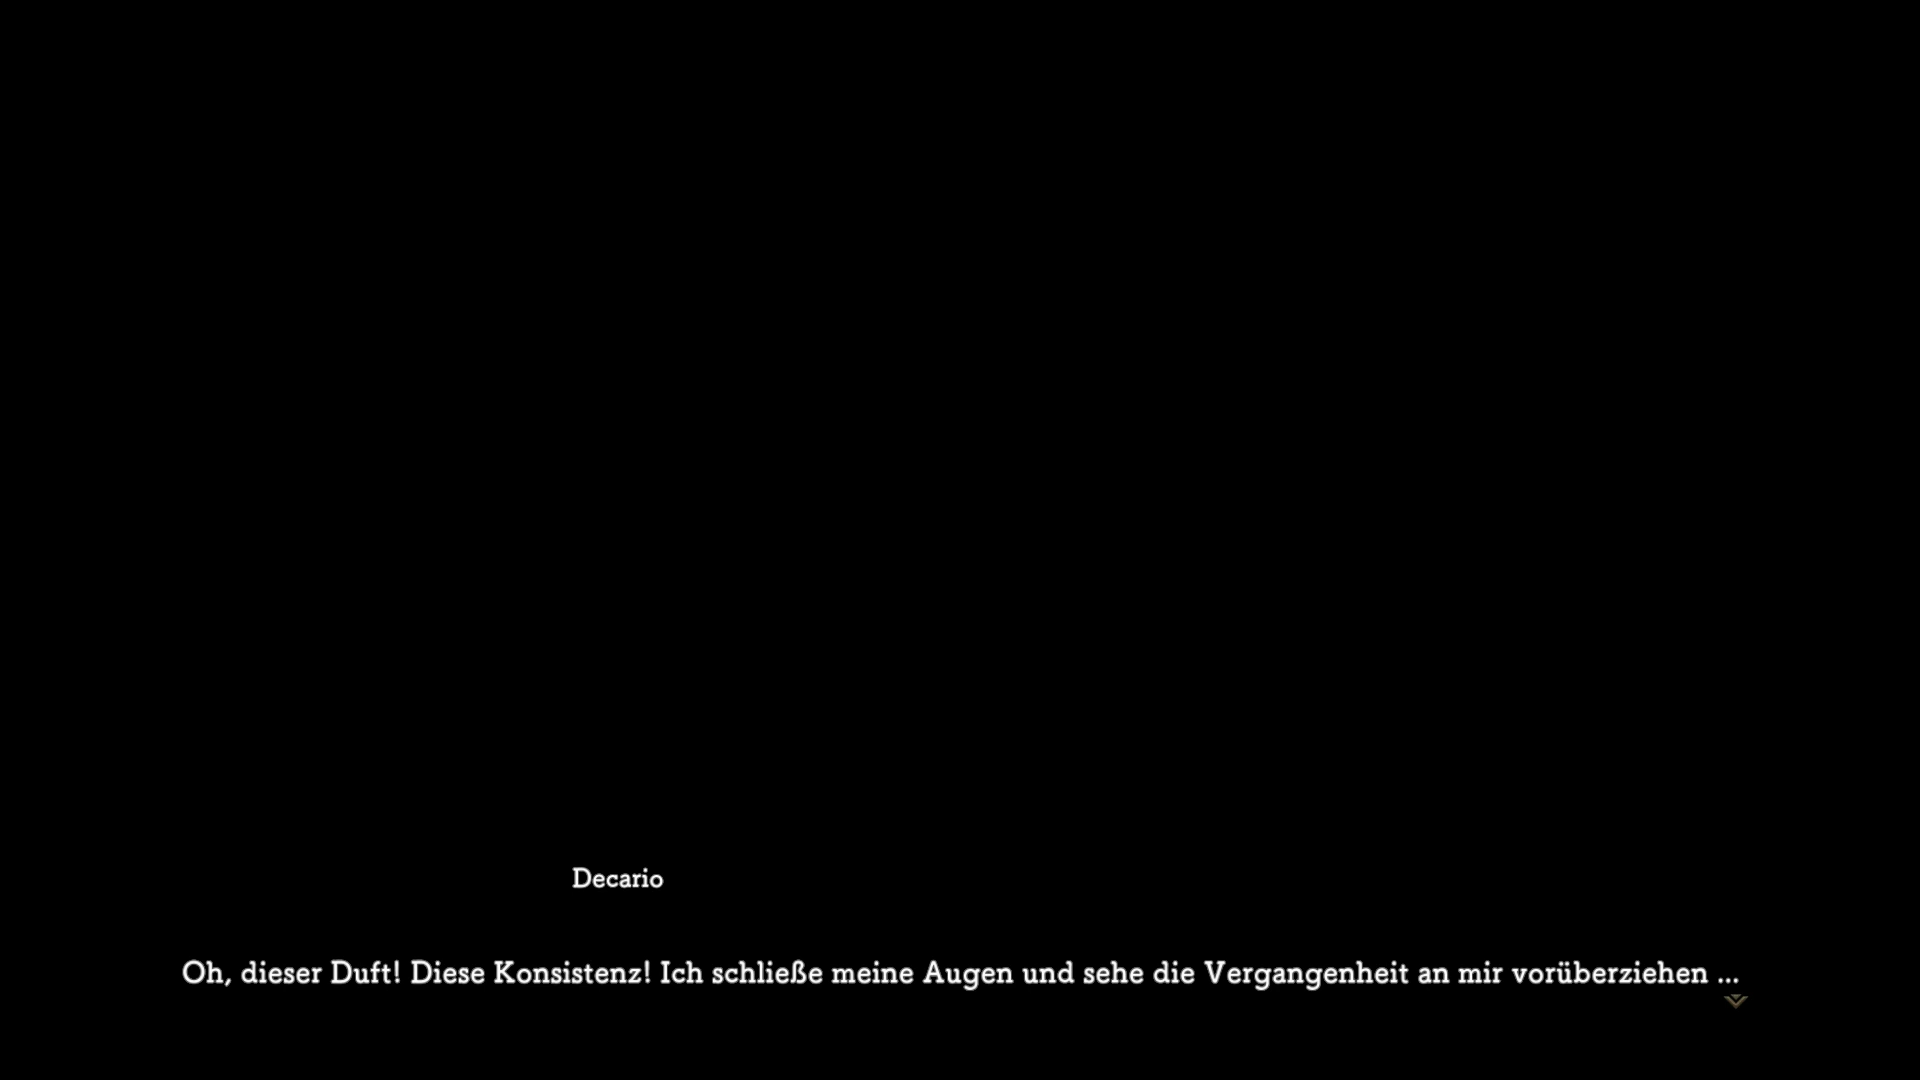 Decario
Oh, dieser Duft! Diese Konsistenz! Ich schließe meine Augen und sehe die Vergangenheit an mir vorüberziehen ...